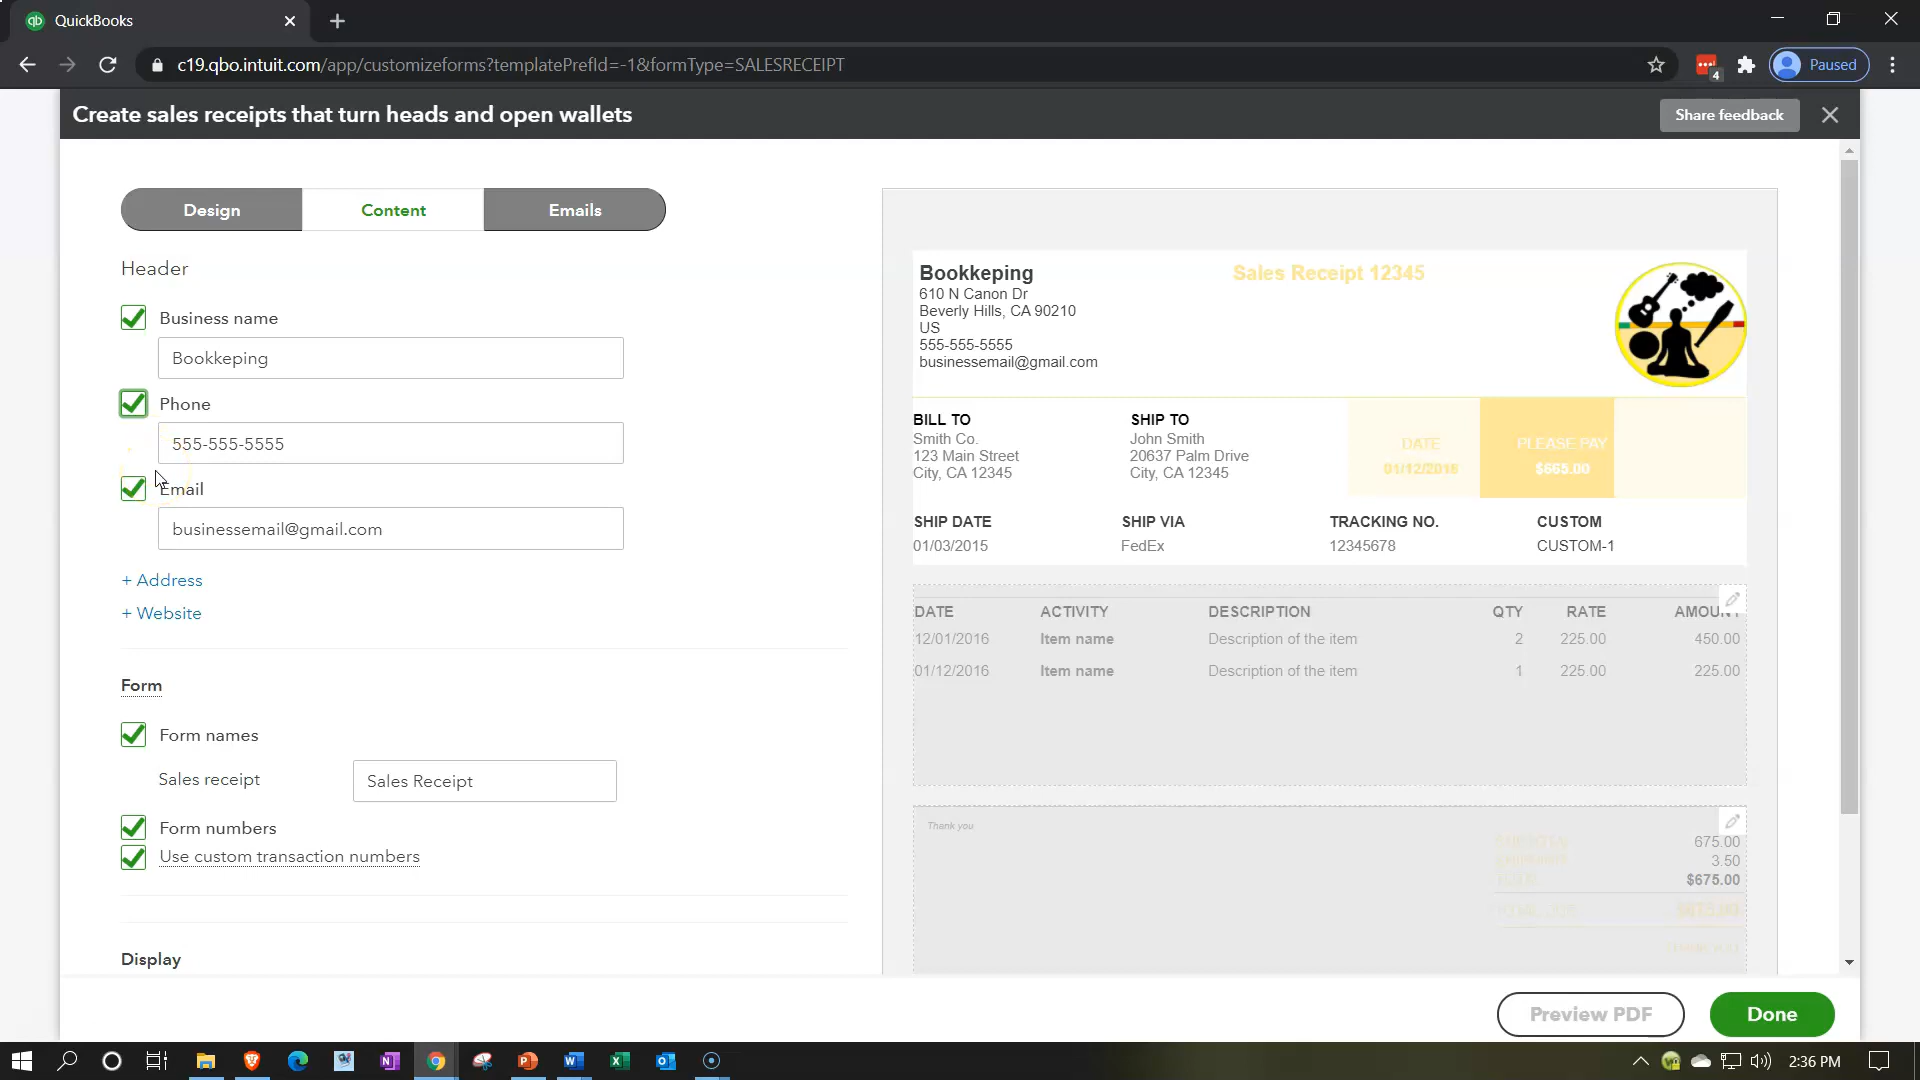 QuickBooks
c19.qbo.intuit.com/app/customizeforms?templatePrefId=-1&formType=SALESRECEIPT
4
Paused
Create sales receipts that turn heads and open wallets
Share feedback
Design
Content
Emails
Header
Business name
Bookkeping
Phone
555-555-5555
Email
businessemail@gmail.com
+ Address
+ Website
Form
Form names
Sales receipt
Sales Receipt
Form numbers
Use custom transaction numbers
Display
Bookkeping
610 N Canon Dr
Beverly Hills, CA 90210
US
555-555-5555
businessemail@gmail.com
Sales Receipt 12345
BILL TO
Smith Co.
123 Main Street
City, CA 12345
SHIP TO
John Smith
20637 Palm Drive
City, CA 12345
DATE
01/12/2016
PLEASE PAY
$665.00
SHIP DATE
01/03/2015
SHIP VIA
FedEx
TRACKING NO.
12345678
CUSTOM
CUSTOM-1
DATE ACTIVITY DESCRIPTION QTY RATE AMOUNT
12/01/2016 Item name Description of the item 2 225.00 450.00
01/12/2016 Item name Description of the item 1 225.00 225.00
Thank you
675.00
3.50
$675.00
Preview PDF
Done
2:36 PM